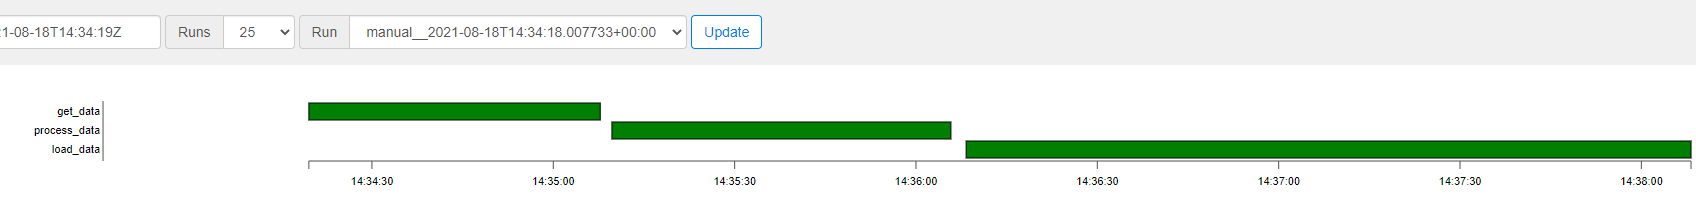 1-08-18T14:34:19Z Runs 25 Run manual__2021-08-18T14:34:18.007733+00:00 Update
get_data
process_data
load_data
14:34:30 14:35:00 14:35:30 14:36:00 14:36:30 14:37:00 14:37:30 14:38:00